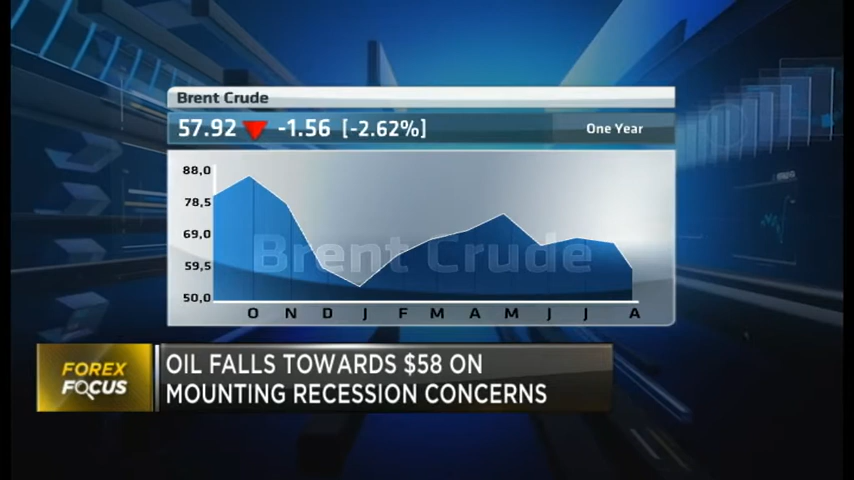 Brent Crude
57.92 ▼ -1.56 [-2.62%] One Year
88,0
78,5
69,0
59,5
50,0
Brent Crude
O N D J F M A M J J A
FOREX
FOCUS
OIL FALLS TOWARDS $58 ON
MOUNTING RECESSION CONCERNS